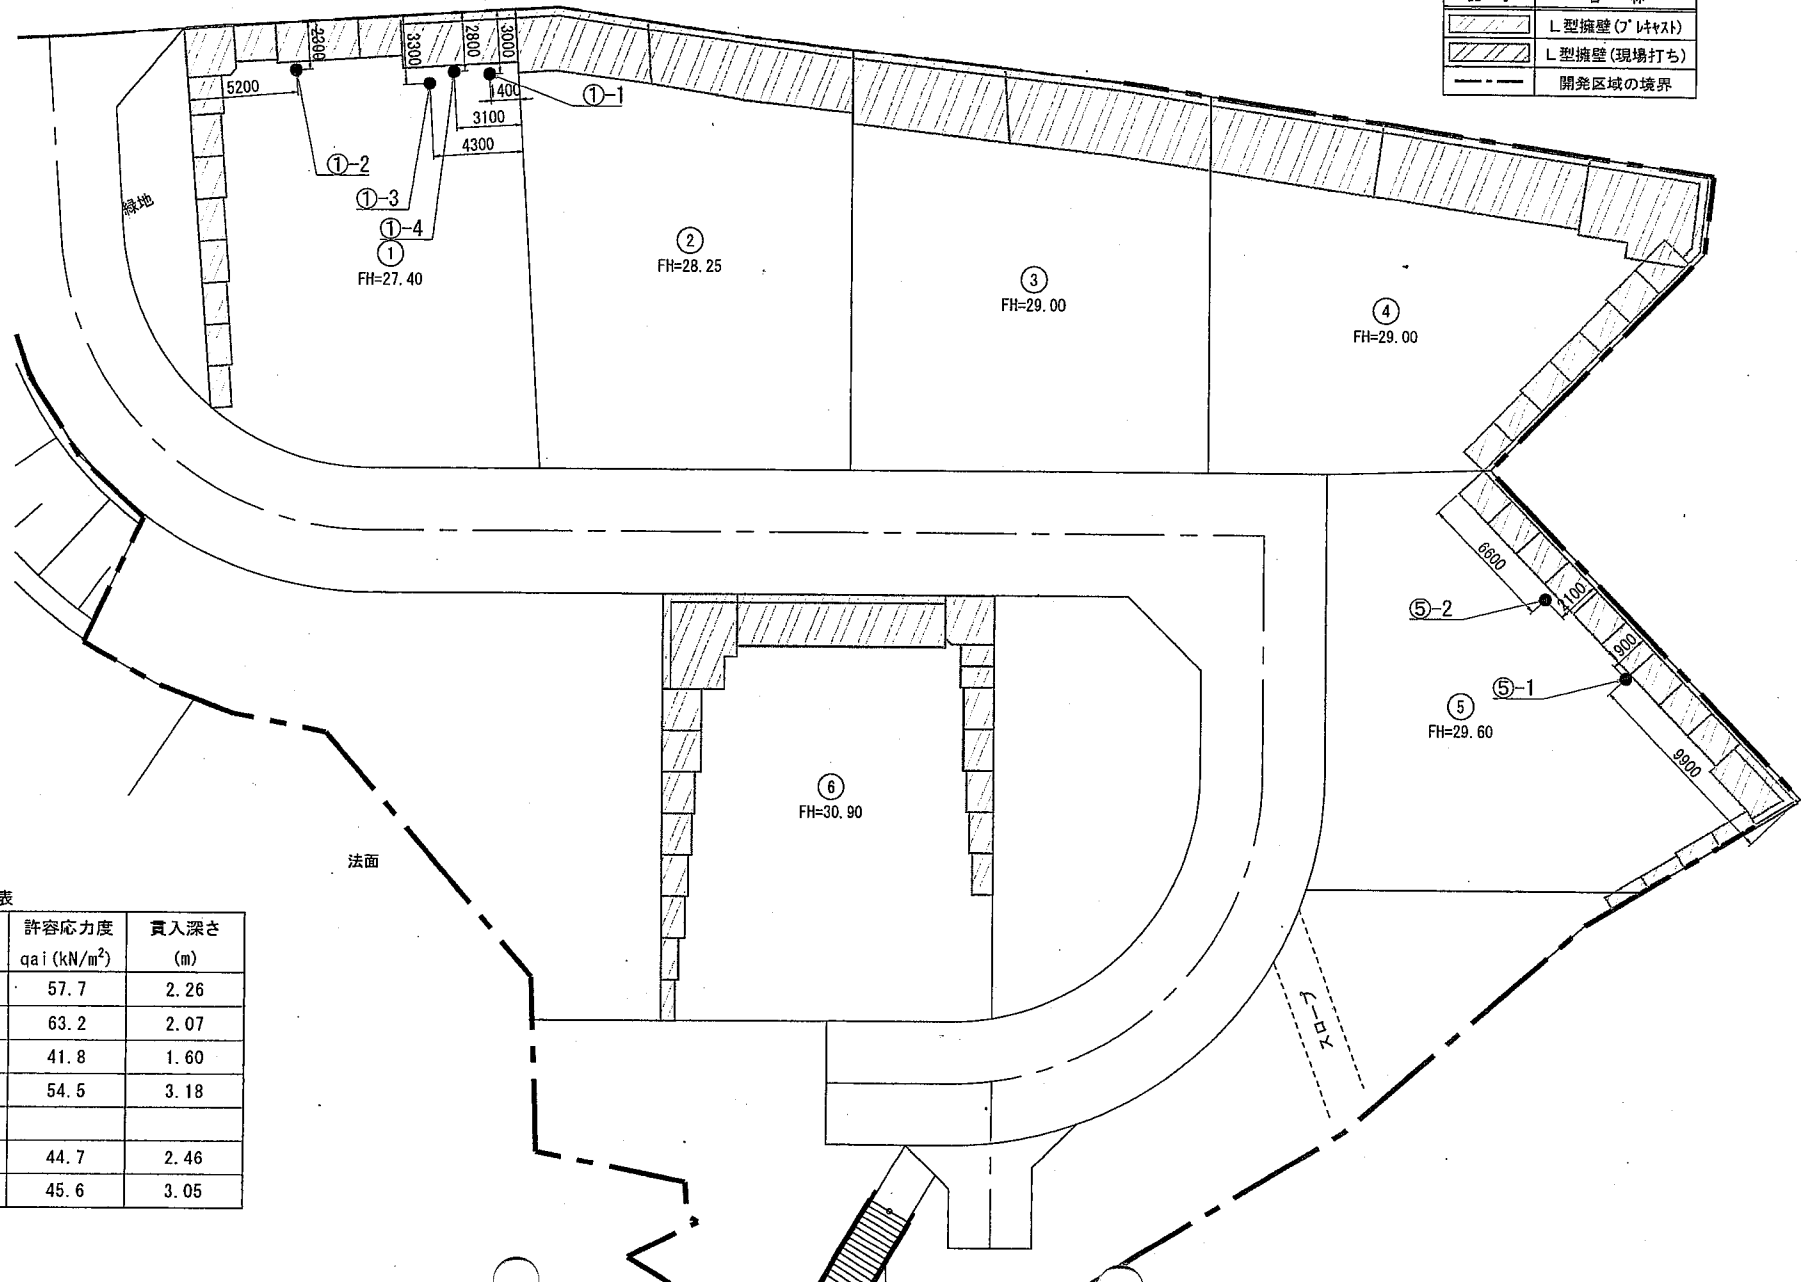 L型擁壁(プレキャスト)
L型擁壁(現場打ち)
開発区域の境界
2300
3300
2800
3000
5200
1400
3100
4300
①-1
①-2
①-3
①-4
緑地
①
FH=27.40
②
FH=28.25
③
FH=29.00
④
FH=29.00
6600
2100
⑤-2
1900
⑤-1
⑤
FH=29.60
9900
⑥
FH=30.90
法面
スロープ
表
許容応力度 貫入深さ
qai(kN/m²) (m)
57.7 2.26
63.2 2.07
41.8 1.60
54.5 3.18
44.7 2.46
45.6 3.05